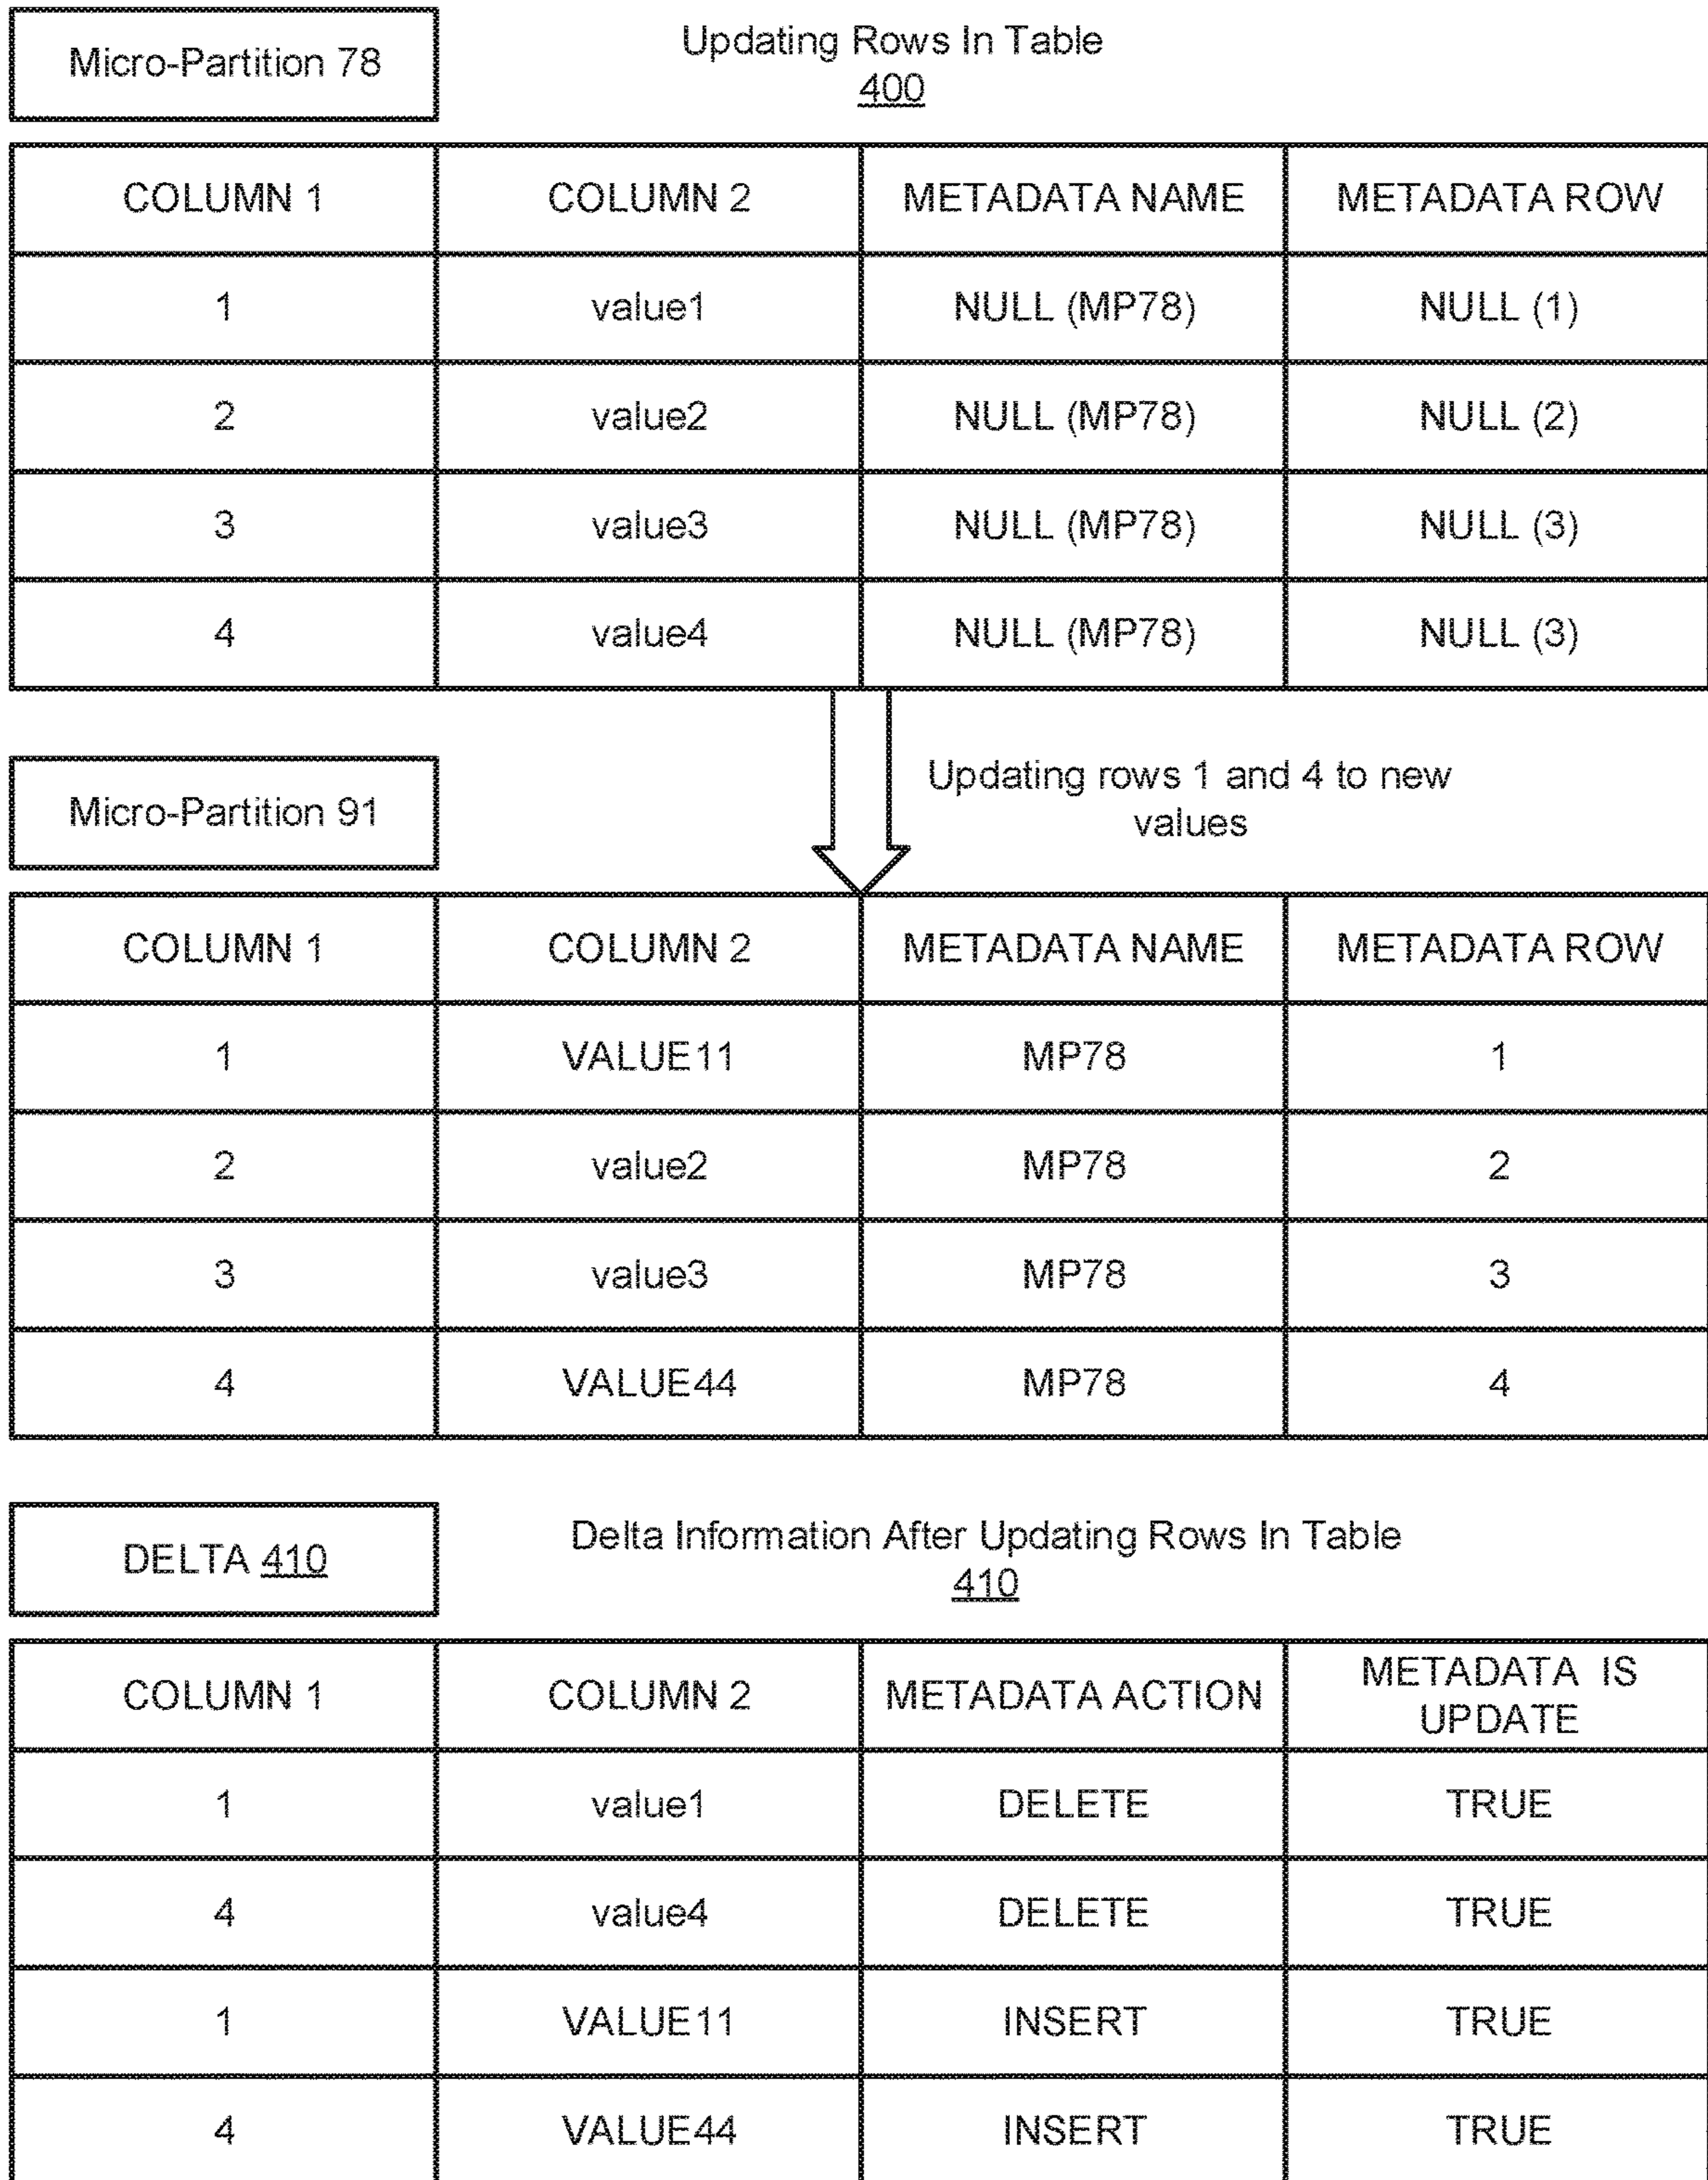 Micro-Partition 78
Updating Rows In Table
400
COLUMN 1 COLUMN 2 METADATA NAME METADATA ROW
1 value1 NULL (MP78) NULL (1)
2 value2 NULL (MP78) NULL (2)
3 value3 NULL (MP78) NULL (3)
4 value4 NULL (MP78) NULL (3)
Micro-Partition 91
Updating rows 1 and 4 to new
values
COLUMN 1 COLUMN 2 METADATA NAME METADATA ROW
1 VALUE11 MP78 1
2 value2 MP78 2
3 value3 MP78 3
4 VALUE44 MP78 4
DELTA 410
Delta Information After Updating Rows In Table
410
COLUMN 1 COLUMN 2 METADATA ACTION METADATA IS
UPDATE
1 value1 DELETE TRUE
4 value4 DELETE TRUE
1 VALUE11 INSERT TRUE
4 VALUE44 INSERT TRUE